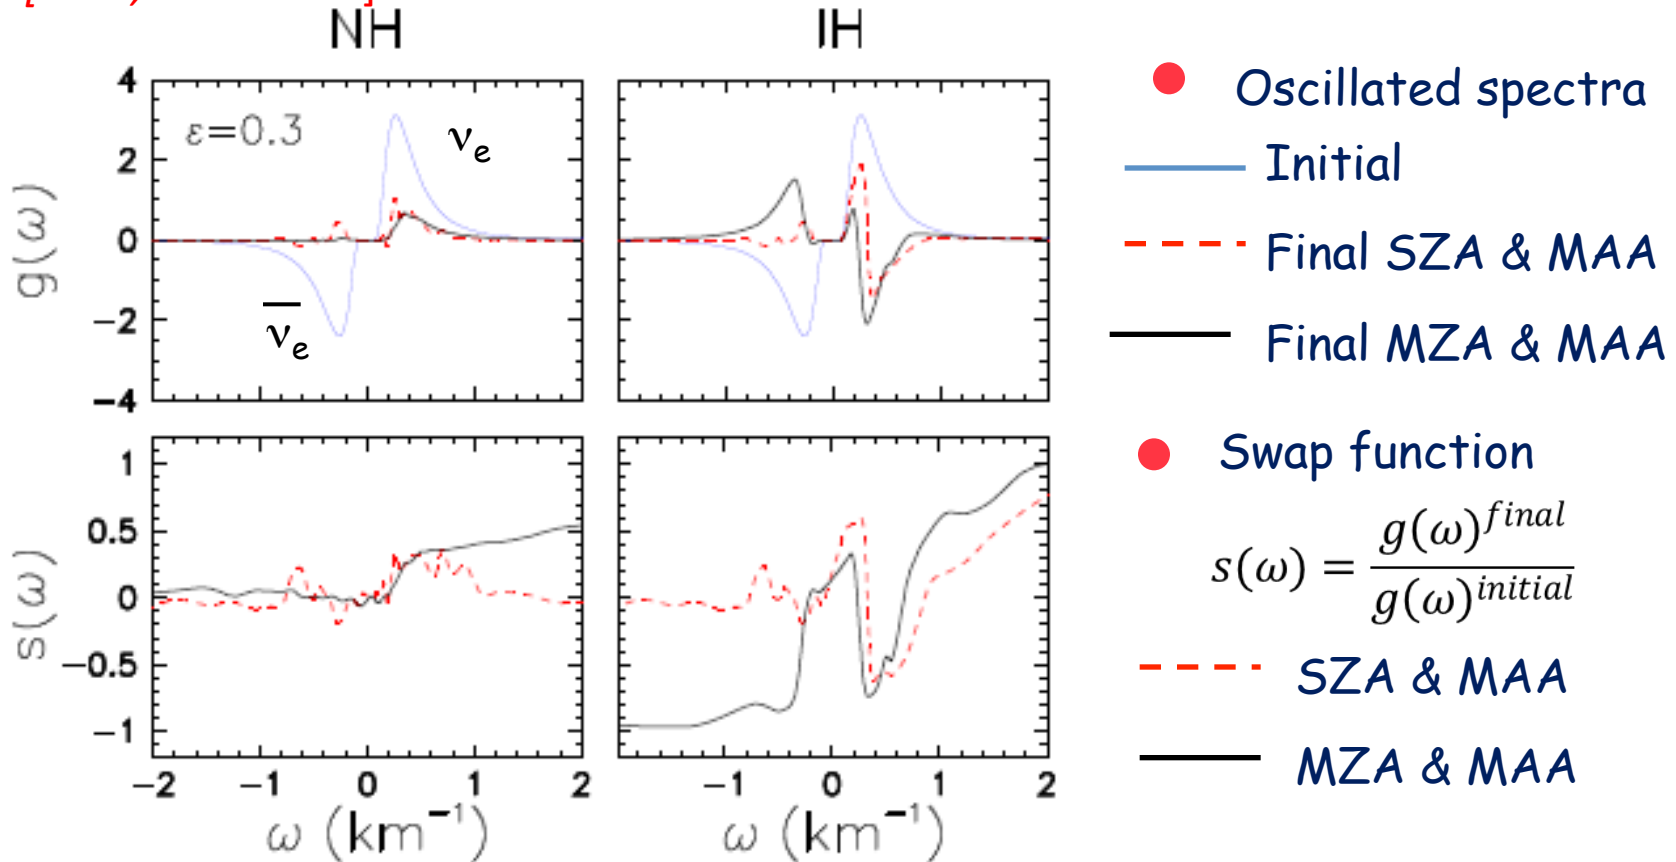 NH
IH
4
2
0
−2
−4
g(ω)
ε=0.3
νe
ν̅e
1
0.5
0
−0.5
−1
s(ω)
−2 −1 0 1 2
−1 0 1 2
ω (km⁻¹)
ω (km⁻¹)
Oscillated spectra
Initial
Final SZA & MAA
Final MZA & MAA
Swap function
s(ω) = g(ω)^final / g(ω)^initial
SZA & MAA
MZA & MAA